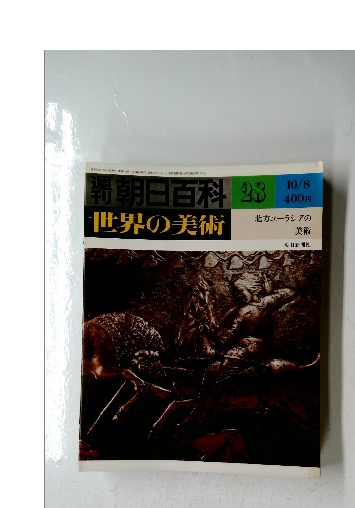 週刊朝日百科
28
10/8
400円
世界の美術
北方ユーラシアの
美術